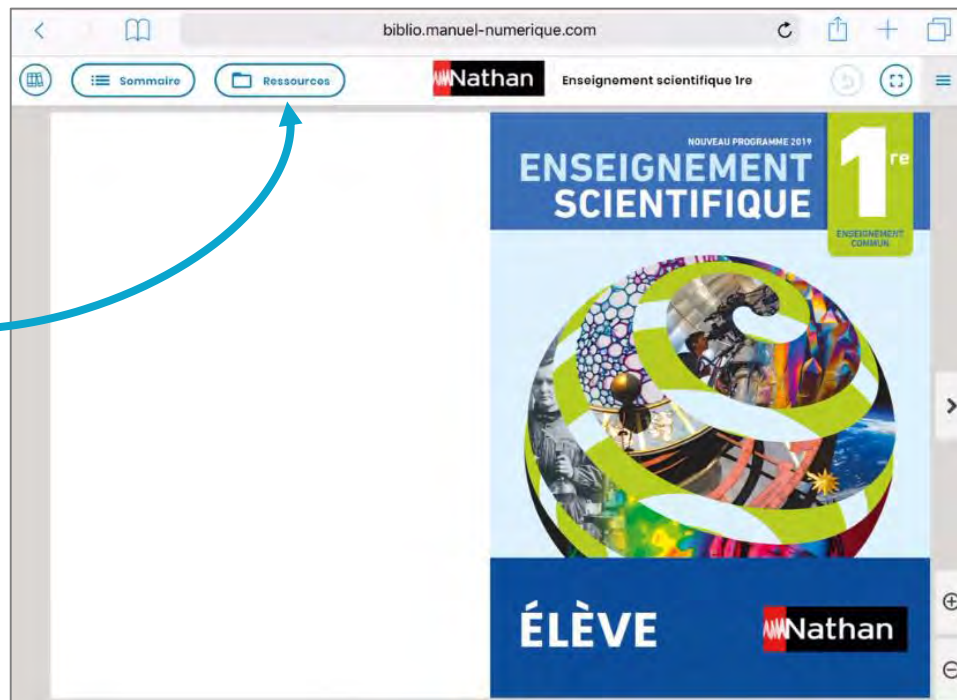 biblio.manuel-numerique.com
Sommaire
Ressources
Nathan
Enseignement scientifique 1re
NOUVEAU PROGRAMME 2019
ENSEIGNEMENT
SCIENTIFIQUE
1re
ENSEIGNEMENT
COMMUN
ÉLÈVE
Nathan